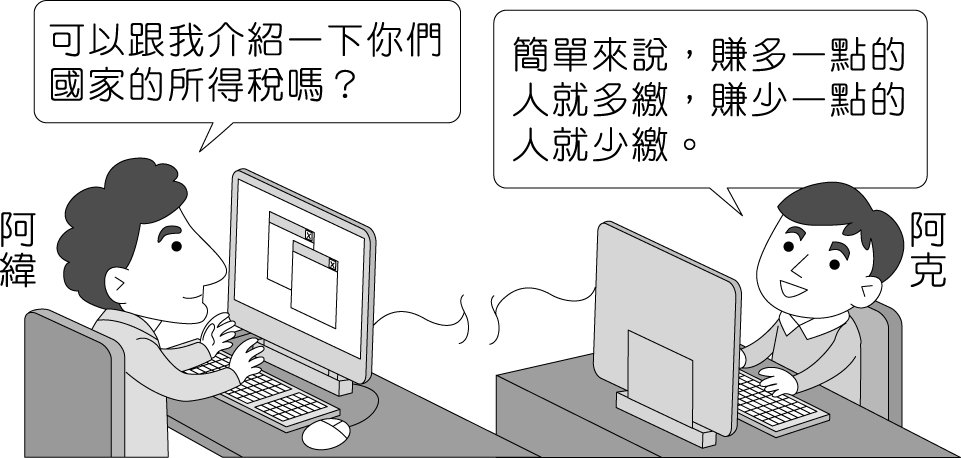 可以跟我介紹一下你們
國家的所得稅嗎？
簡單來說，賺多一點的
人就多繳，賺少一點的
人就少繳。
阿緯
阿克